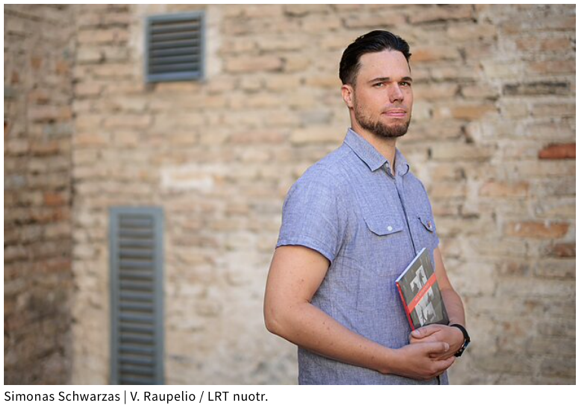 Simonas Schwarzas | V. Raupelio / LRT nuotr.